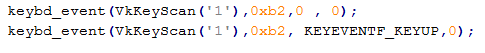 keybd_event(VkKeyScan('1'),0xb2,0 , 0);
keybd_event(VkKeyScan('1'),0xb2, KEYEVENTF_KEYUP,0);